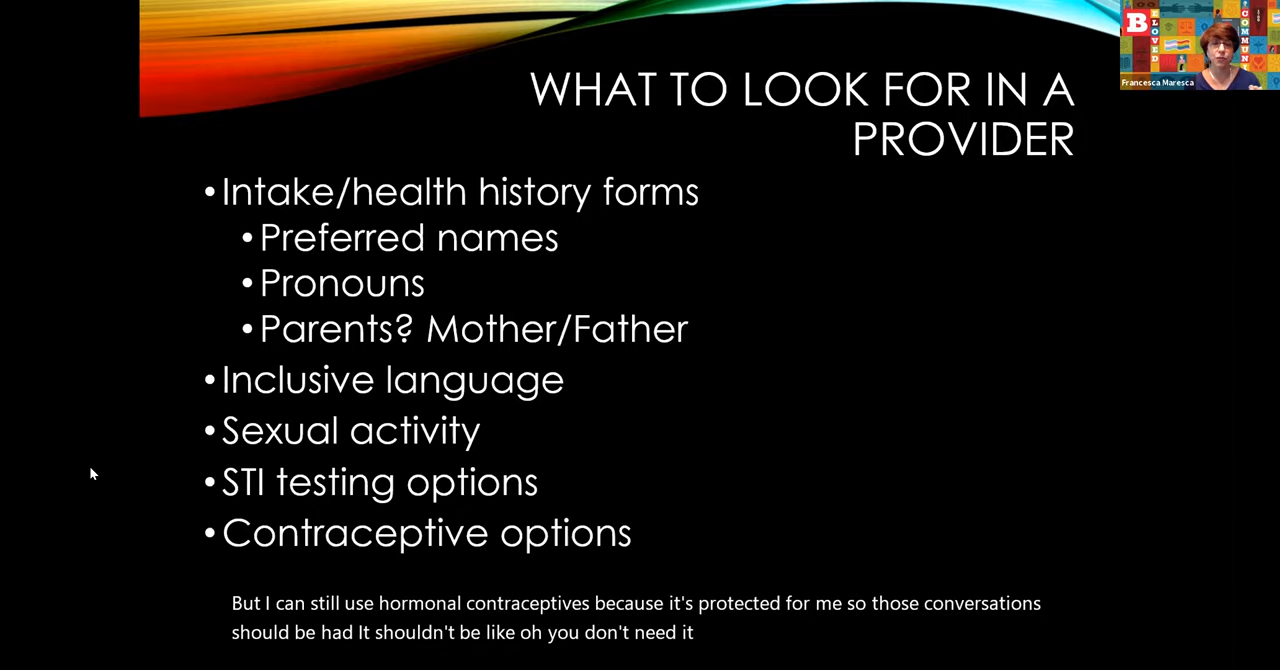 WHAT TO LOOK FOR IN A
PROVIDER
•Intake/health history forms
•Preferred names
•Pronouns
•Parents? Mother/Father
•Inclusive language
•Sexual activity
•STI testing options
•Contraceptive options
But I can still use hormonal contraceptives because it's protected for me so those conversations
should be had It shouldn't be like oh you don't need it
B
ELOVED
COMMUNI
Francesca Maresca